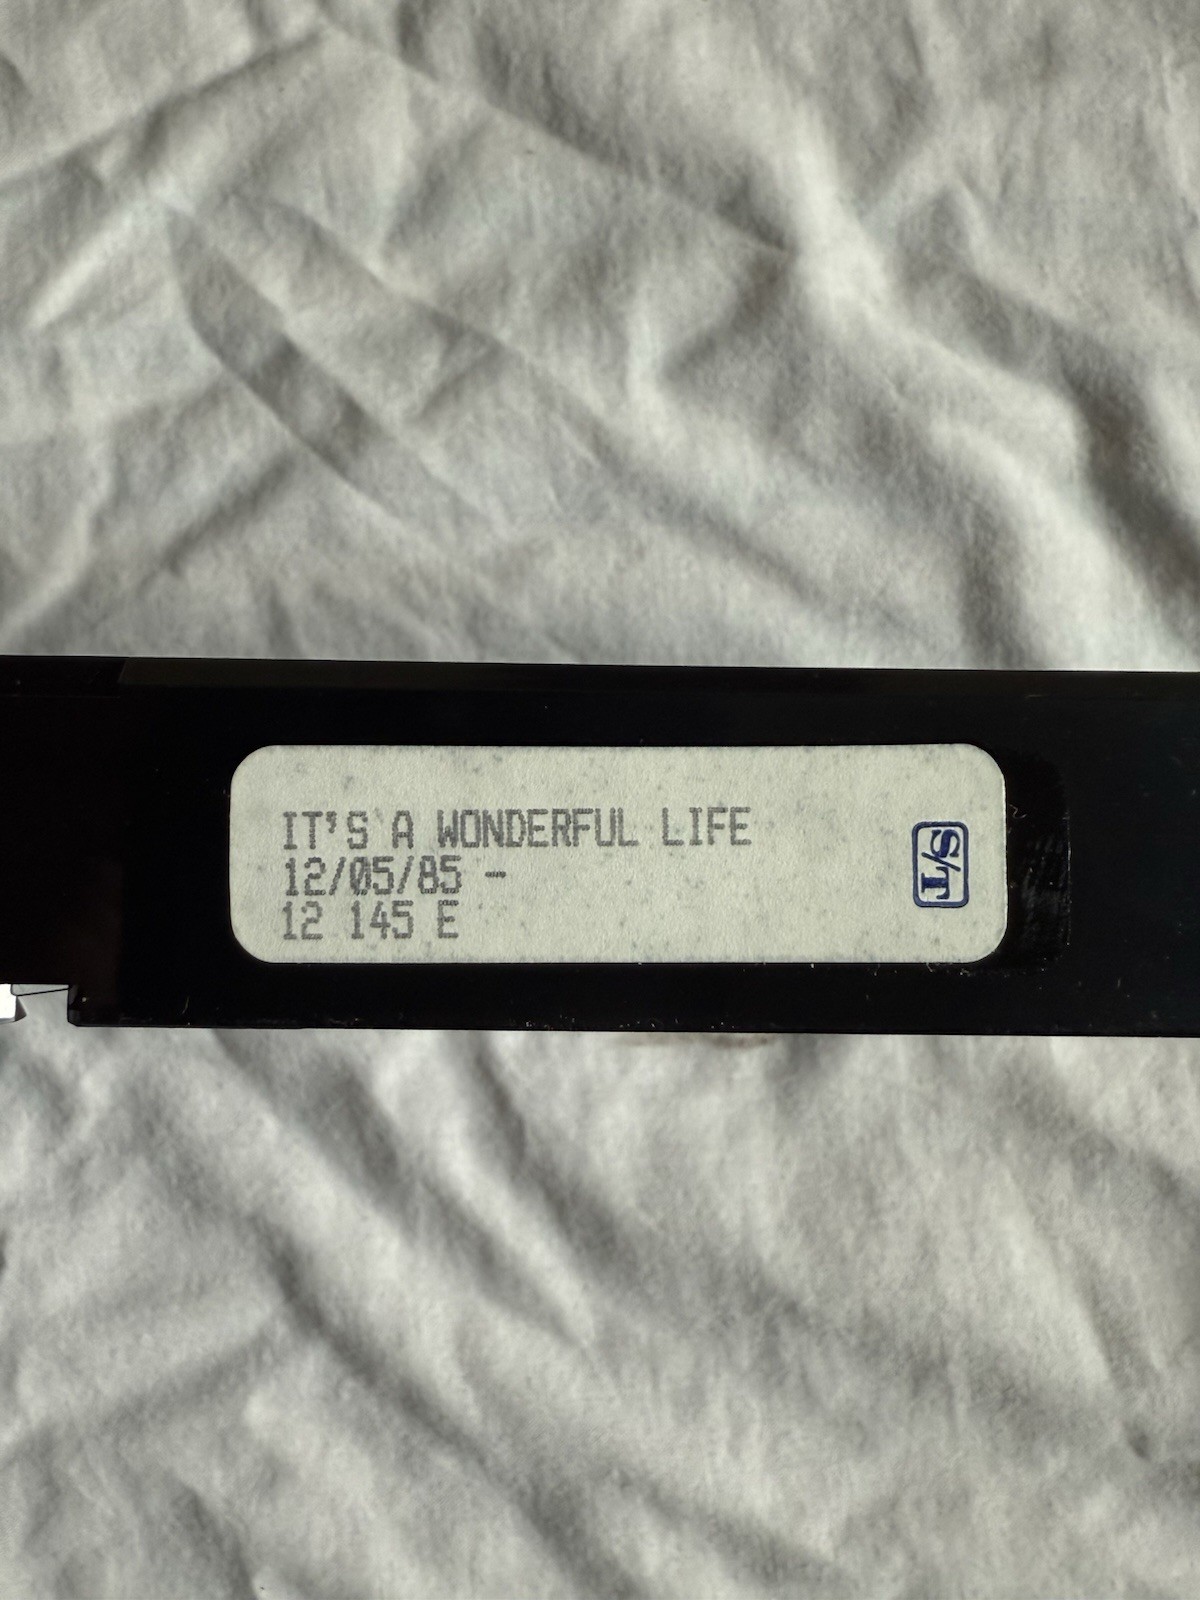 IT'S A WONDERFUL LIFE
12/05/85 -
12 145 E
S/T